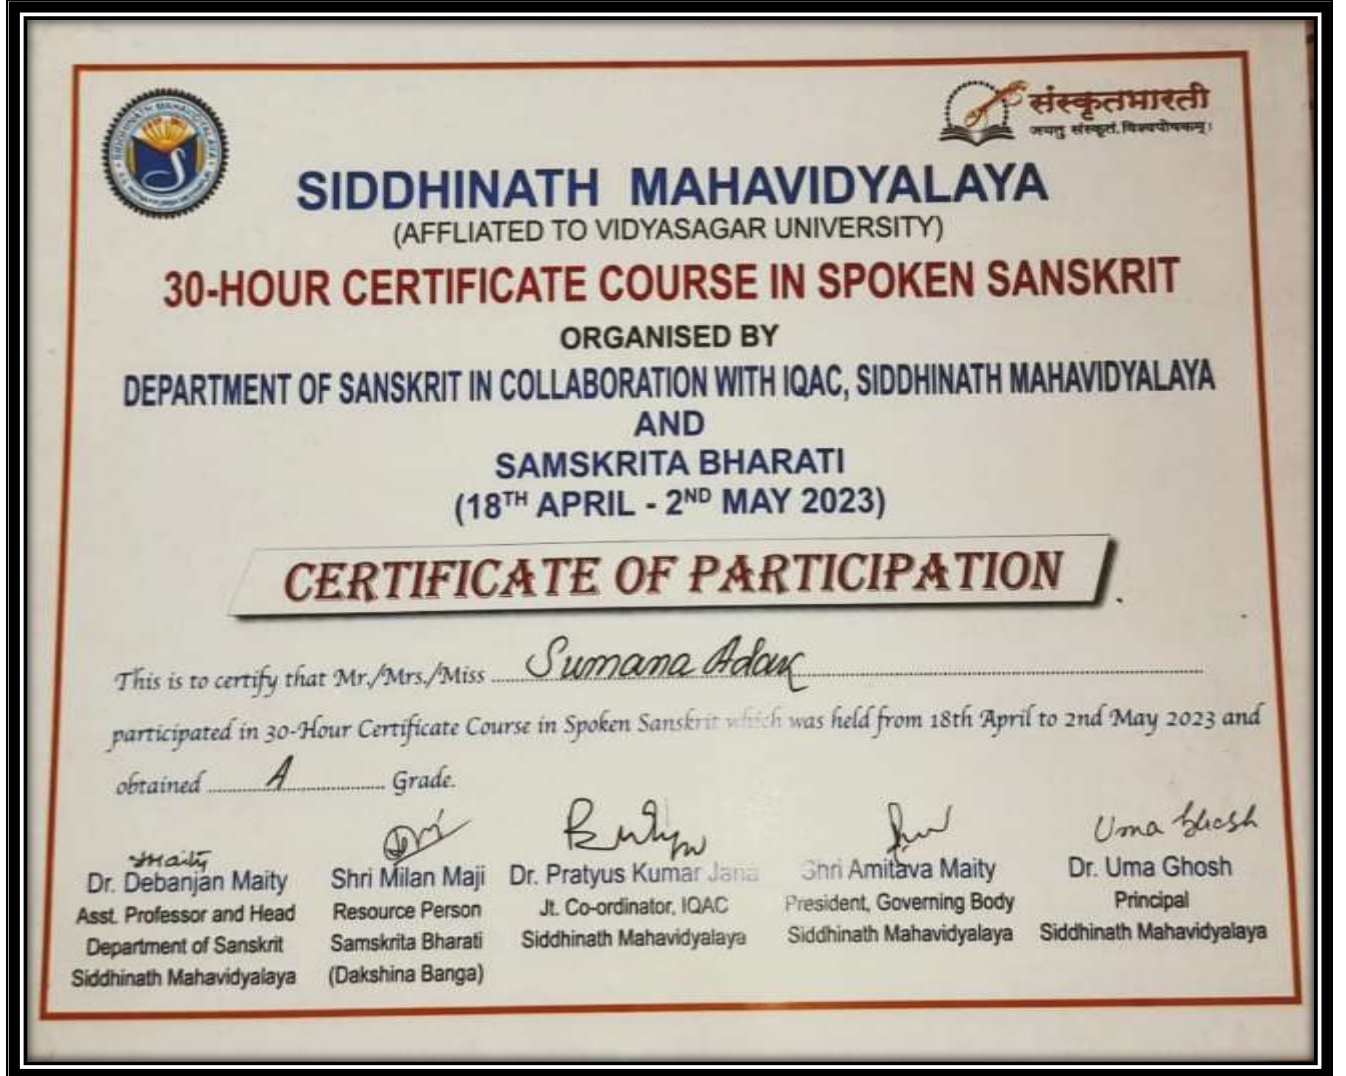 संस्कृतभारती
जयतु संस्कृतं, विश्वपोषकम्।
SIDDHINATH MAHAVIDYALAYA
(AFFLIATED TO VIDYASAGAR UNIVERSITY)
30-HOUR CERTIFICATE COURSE IN SPOKEN SANSKRIT
ORGANISED BY
DEPARTMENT OF SANSKRIT IN COLLABORATION WITH IQAC, SIDDHINATH MAHAVIDYALAYA
AND
SAMSKRITA BHARATI
(18TH APRIL - 2ND MAY 2023)
CERTIFICATE OF PARTICIPATION
This is to certify that Mr./Mrs./Miss Sumana Adak
participated in 30-Hour Certificate Course in Spoken Sanskrit which was held from 18th April to 2nd May 2023 and
obtained A Grade.
Maity
Uma Ghosh
Dr. Debanjan Maity
Asst. Professor and Head
Department of Sanskrit
Siddhinath Mahavidyalaya
Shri Milan Maji
Resource Person
Samskrita Bharati
(Dakshina Banga)
Dr. Pratyus Kumar Jana
Jt. Co-ordinator, IQAC
Siddhinath Mahavidyalaya
Shri Amitava Maity
President, Governing Body
Siddhinath Mahavidyalaya
Dr. Uma Ghosh
Principal
Siddhinath Mahavidyalaya